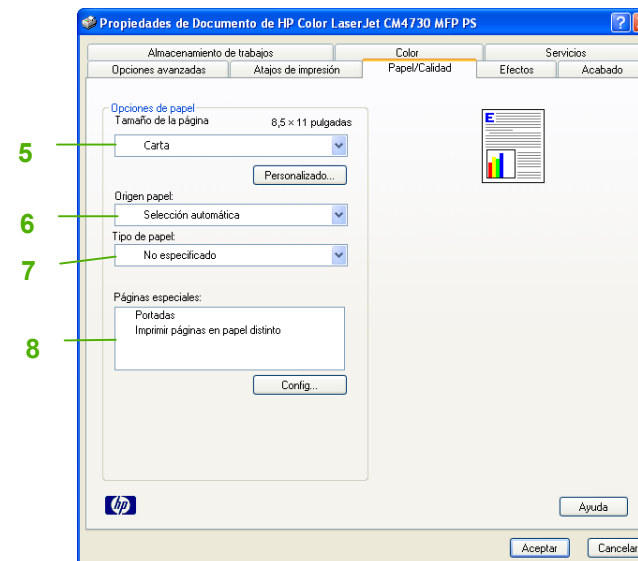 Propiedades de Documento de HP Color LaserJet CM4730 MFP PS
?
Almacenamiento de trabajos Color Servicios
Opciones avanzadas Atajos de impresión Papel/Calidad Efectos Acabado
Opciones de papel
Tamaño de la página 8,5 × 11 pulgadas
5 Carta
Personalizado...
Origen papel:
6 Selección automática
Tipo de papel:
7 No especificado
Páginas especiales:
8 Portadas
Imprimir páginas en papel distinto
Config...
E
hp
Ayuda
Aceptar Cancelar